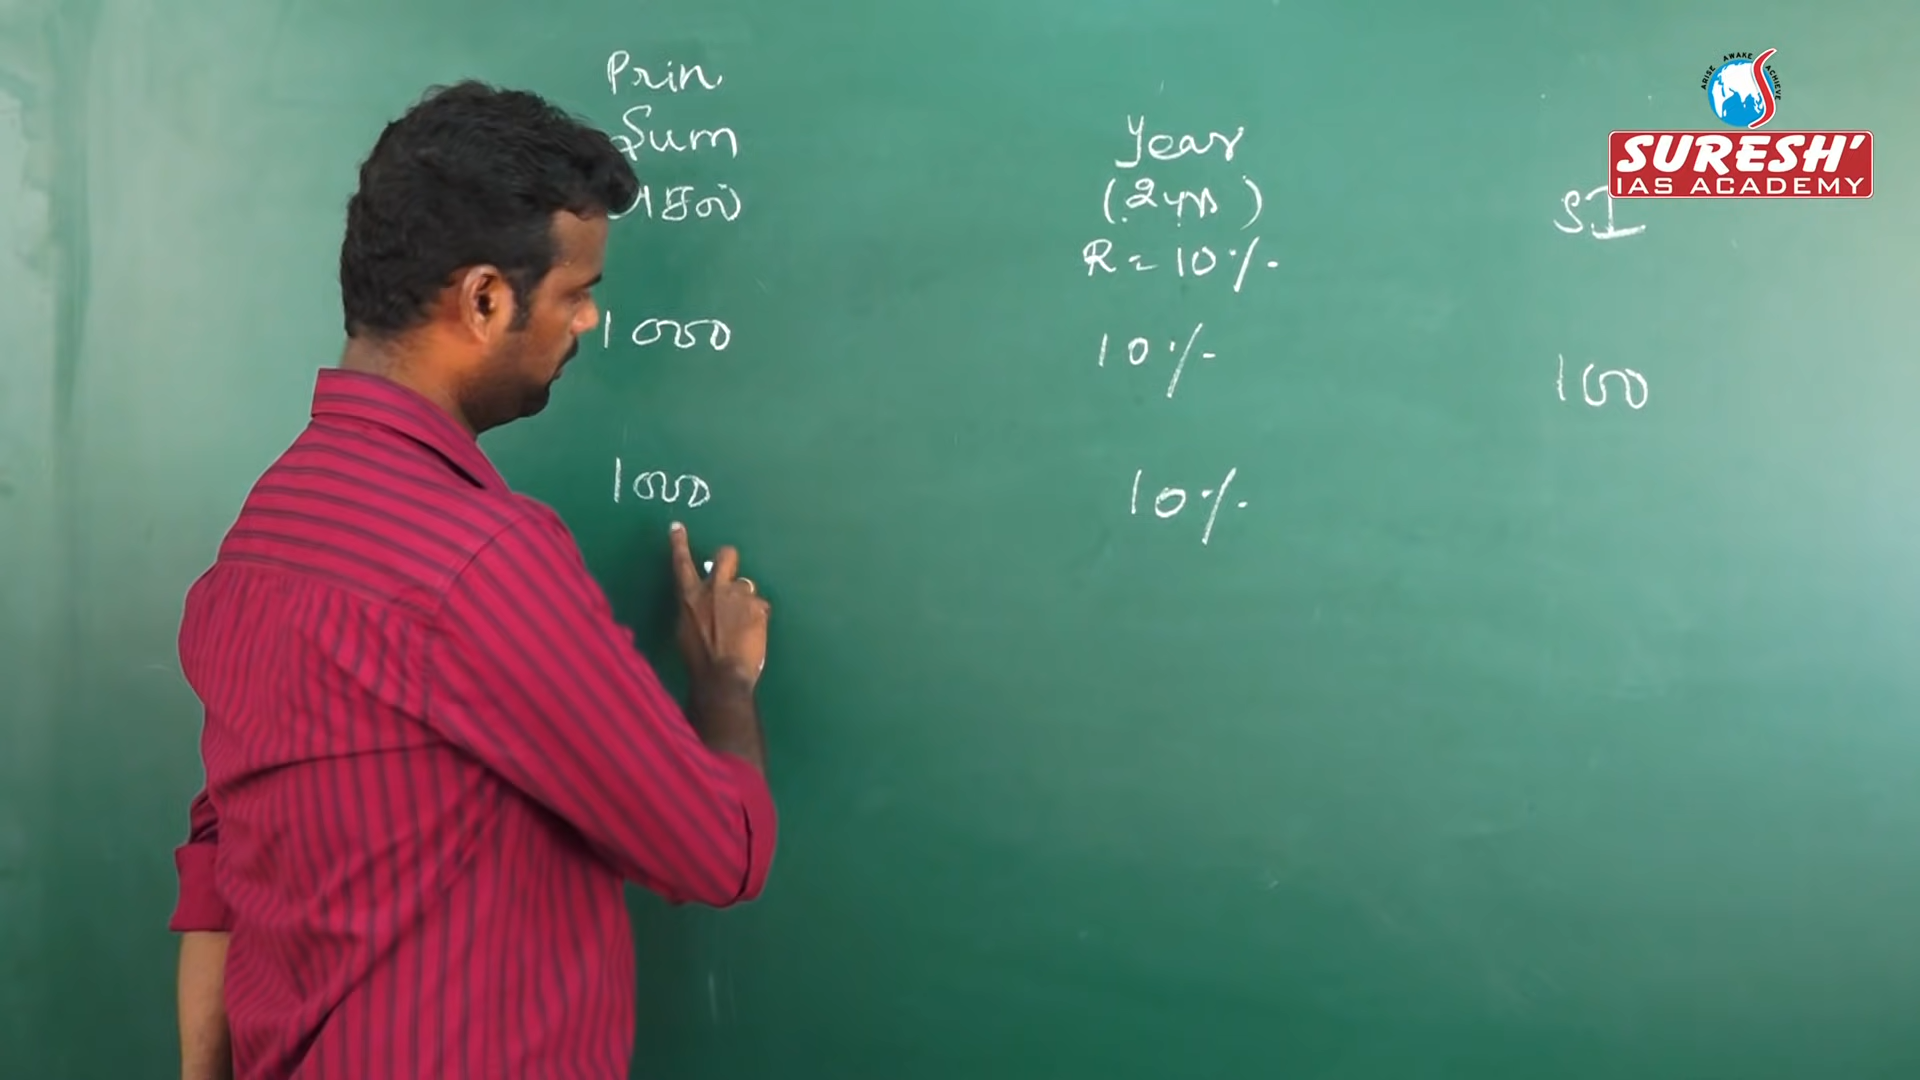 Prin
Sum
அசல்
1000
1000
Year
(2yrs)
R = 10%
10%
10%
SI
100
ARISE AWAKE ACHIEVE
SURESH'
IAS ACADEMY